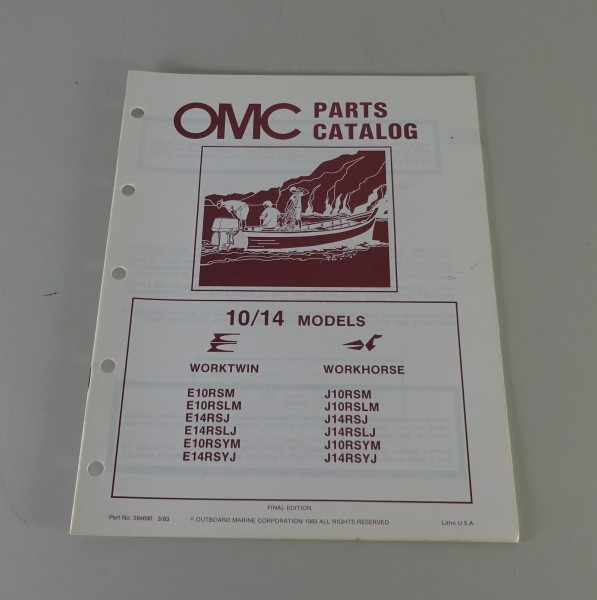 OMC PARTS CATALOG
10/14 MODELS
WORKTWIN WORKHORSE
E10RSM J10RSM
E10RSLM J10RSLM
E14RSJ J14RSJ
E14RSLJ J14RSLJ
E10RSYM J10RSYM
E14RSYJ J14RSYJ
FINAL EDITION
Part No. 394686 3/83 © OUTBOARD MARINE CORPORATION 1983 ALL RIGHTS RESERVED Litho U.S.A